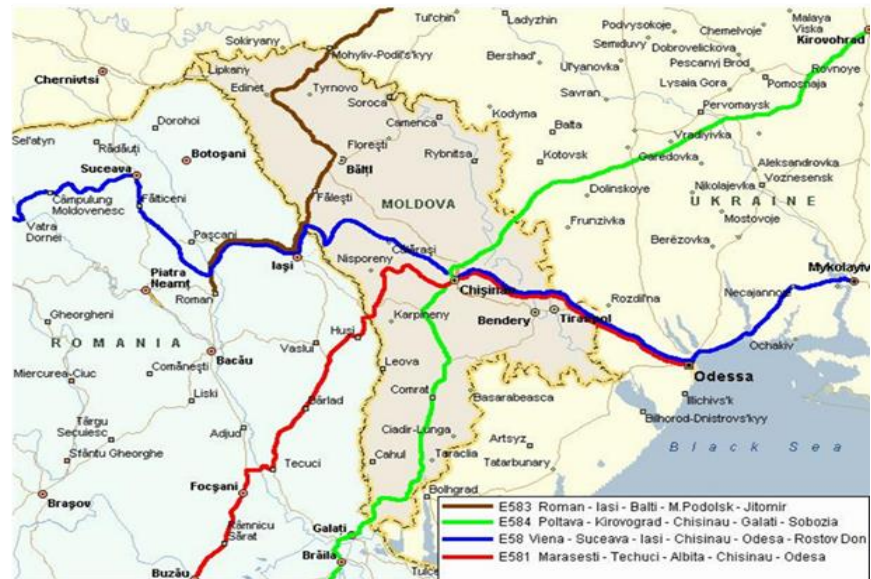 Tul'chin
Ladyzhin
Podvysokoje
Chemelvoje
Malaya
Viska
Kirovohrad
Sokiryany
Mohyliv-Podil's'kyy
Bershad'
Semiduvy
Dobrovelickova
Ul'yanovka
Pescanyj Brod
Rovnoye
Chernivtsi
Lipkany
Edinet
Tyrnovo
Soroca
Savran
Lysaia Gora
Pomosnaja
Kodyma
Pervomaysk
Dorohoi
Camenca
Balta
Vradiyivka
Sel'atyn
Rădăuți
Botoşani
Floreşti
Bălţi
Rybnitsa
Kotovsk
Garedovka
Aleksandrovka
Suceava
Voznesensk
Făleşti
MOLDOVA
Dolinskoye
Nikolajevka
Câmpulung
Moldovenesc
Fălticeni
UKRAINE
Frunzivka
Mostovoje
Vatra
Dornei
Paşcani
Călăraşi
Berëzovka
Iaşi
Nisporeny
Mykolayiv
Piatra
Neamţ
Roman
Chişinau
Rozdil'na
Necajannoje
Gheorgheni
Karpineny
Bendery
Tiraspol
Husi
Ochakiv
ROMANIA
Vaslui
Bacău
Leova
Odessa
Miercurea-Ciuc
Comăneşti
Comrat
Basarabeasca
Illichivs'k
Liski
Bârlad
Bilhorod-Dnistrovs'kyy
Târgu
Secuiesc
Adjud
Ciadir-Lunga
Artsyz
Black Sea
Sfântu Gheorghe
Tecuci
Cahul
Taraclia
Tatarbunary
Braşov
Focşani
Bolhgrad
Râmnicu
Sărat
Galaţi
Brăila
Buzău
E583 Roman - Iasi - Balti - M.Podolsk - Jitomir
E584 Poltava - Kirovograd - Chisinau - Galati - Sobozia
E58 Viena - Suceava - Iasi - Chisinau - Odesa - Rostov Don
E581 Marasesti - Techuci - Albita - Chisinau - Odesa